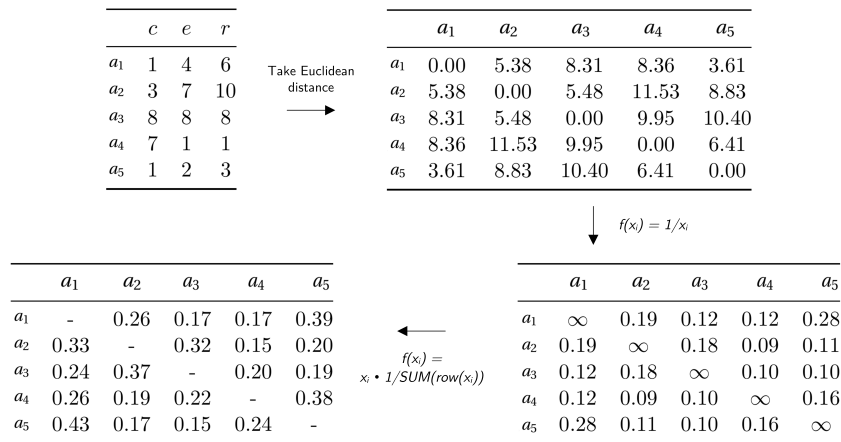 c e r
a₁ 1 4 6
a₂ 3 7 10
a₃ 8 8 8
a₄ 7 1 1
a₅ 1 2 3
Take Euclidean
distance
a₁ a₂ a₃ a₄ a₅
a₁ 0.00 5.38 8.31 8.36 3.61
a₂ 5.38 0.00 5.48 11.53 8.83
a₃ 8.31 5.48 0.00 9.95 10.40
a₄ 8.36 11.53 9.95 0.00 6.41
a₅ 3.61 8.83 10.40 6.41 0.00
f(xᵢ) = 1/xᵢ
a₁ a₂ a₃ a₄ a₅
a₁ ∞ 0.19 0.12 0.12 0.28
a₂ 0.19 ∞ 0.18 0.09 0.11
a₃ 0.12 0.18 ∞ 0.10 0.10
a₄ 0.12 0.09 0.10 ∞ 0.16
a₅ 0.28 0.11 0.10 0.16 ∞
f(xᵢ) =
xᵢ • 1/SUM(row(xᵢ))
a₁ a₂ a₃ a₄ a₅
a₁ - 0.26 0.17 0.17 0.39
a₂ 0.33 - 0.32 0.15 0.20
a₃ 0.24 0.37 - 0.20 0.19
a₄ 0.26 0.19 0.22 - 0.38
a₅ 0.43 0.17 0.15 0.24 -